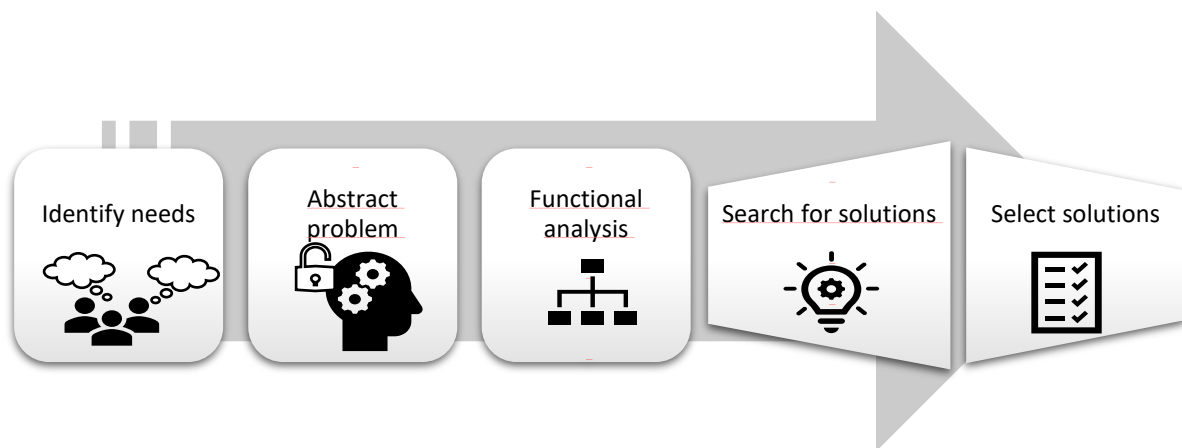 Identify needs
Abstract
problem
Functional
analysis
Search for solutions
Select solutions